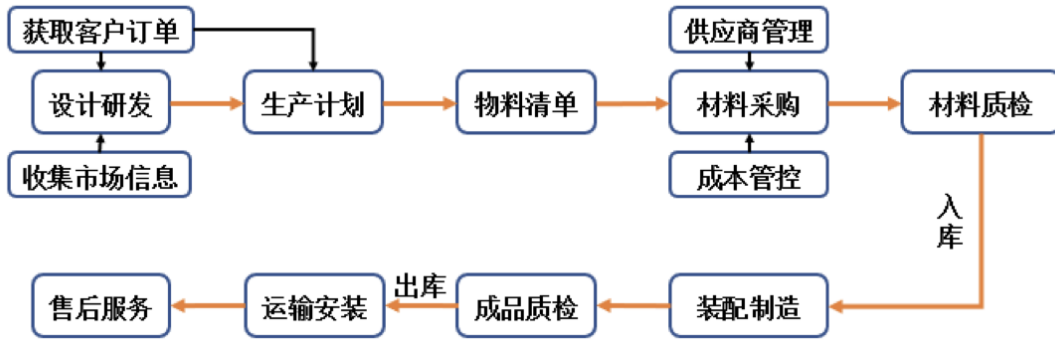 获取客户订单
供应商管理
设计研发
生产计划
物料清单
材料采购
材料质检
收集市场信息
成本管控
入库
售后服务
运输安装
出库
成品质检
装配制造